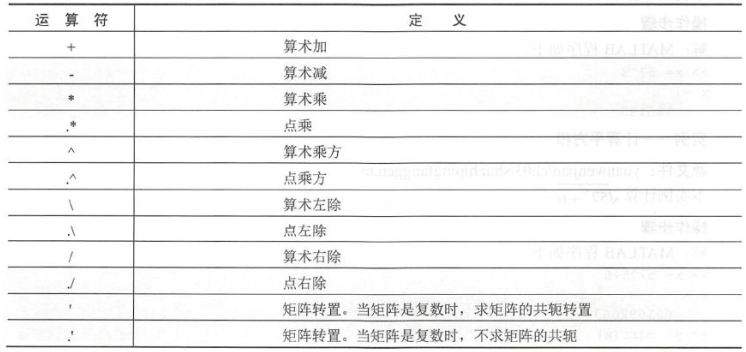 运 算 符 定 义
+ 算术加
- 算术减
* 算术乘
.* 点乘
^ 算术乘方
.^ 点乘方
\ 算术左除
.\ 点左除
/ 算术右除
./ 点右除
' 矩阵转置。当矩阵是复数时，求矩阵的共轭转置
.' 矩阵转置。当矩阵是复数时，不求矩阵的共轭